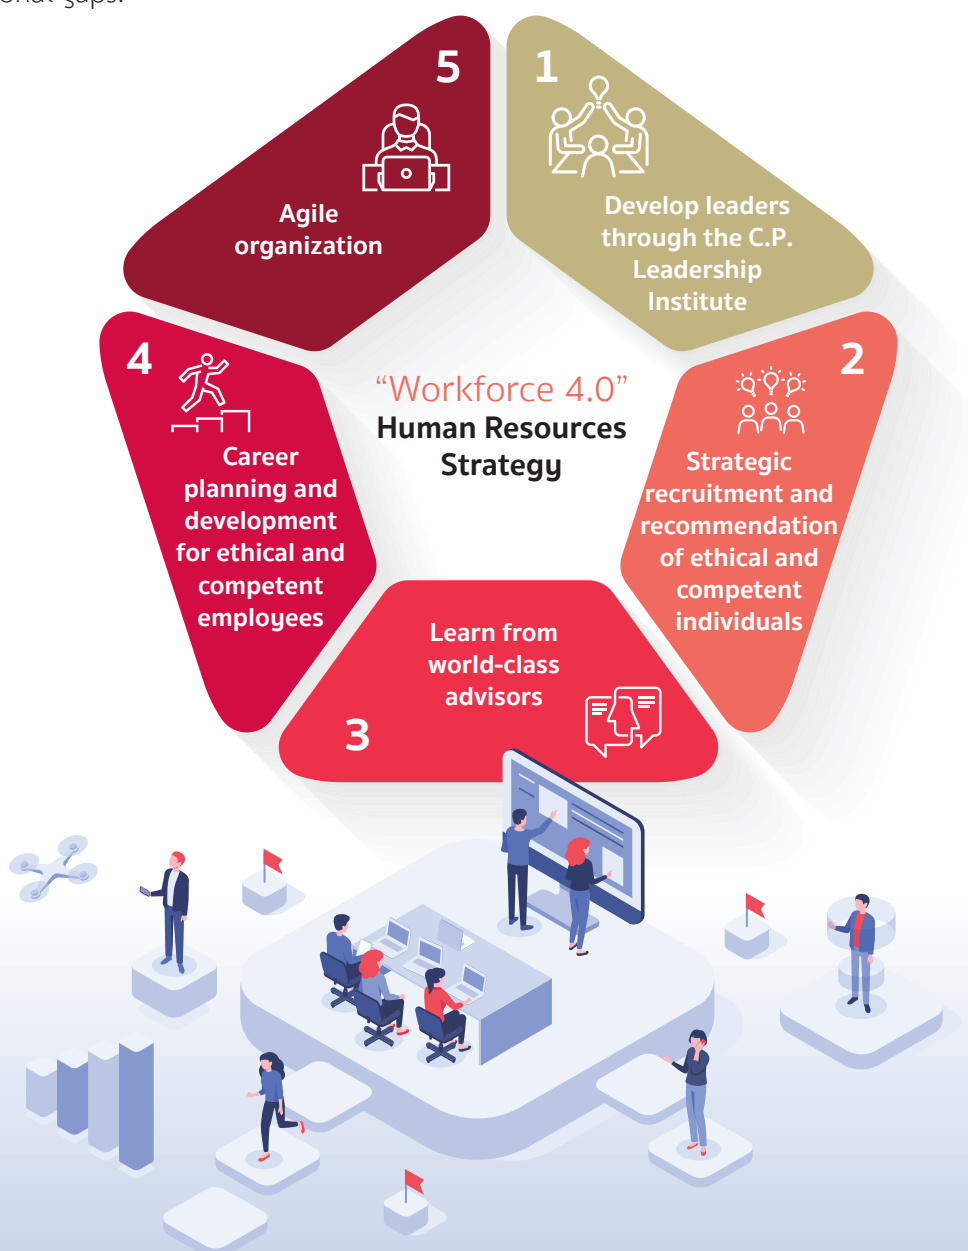 gaps.
5
Agile
organization
1
Develop leaders
through the C.P.
Leadership
Institute
4
Career
planning and
development
for ethical and
competent
employees
“Workforce 4.0”
Human Resources
Strategy
2
Strategic
recruitment and
recommendation
of ethical and
competent
individuals
Learn from
world-class
advisors
3